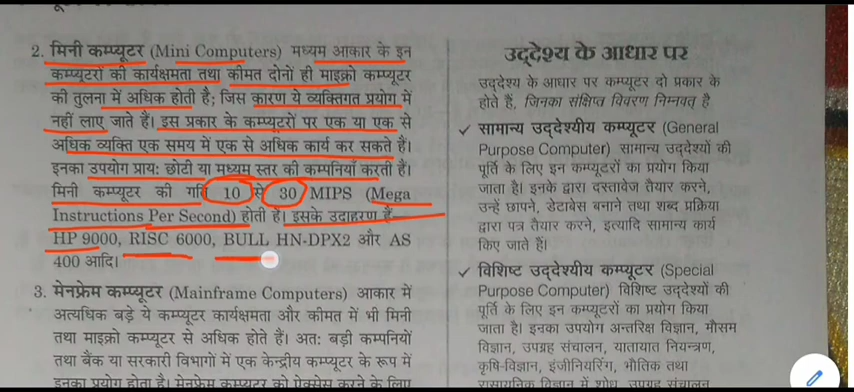 2. मिनी कम्प्यूटर (Mini Computers) मध्यम आकार के इन
कम्प्यूटरों की कार्यक्षमता तथा कीमत दोनों ही माइक्रो कम्प्यूटर
की तुलना में अधिक होती है; जिस कारण ये व्यक्तिगत प्रयोग में
नहीं लाए जाते हैं। इस प्रकार के कम्प्यूटरों पर एक या एक से
अधिक व्यक्ति एक समय में एक से अधिक कार्य कर सकते हैं।
इनका उपयोग प्राय: छोटी या मध्यम स्तर की कम्पनियाँ करती हैं।
मिनी कम्प्यूटर की गति 10 से 30 MIPS (Mega
Instructions Per Second) होती है। इसके उदाहरण हैं—
HP 9000, RISC 6000, BULL HN-DPX2 और AS
400 आदि।
3. मेनफ्रेम कम्प्यूटर (Mainframe Computers) आकार में
अत्यधिक बड़े ये कम्प्यूटर कार्यक्षमता और कीमत में भी मिनी
तथा माइक्रो कम्प्यूटर से अधिक होते हैं। अत: बड़ी कम्पनियों
तथा बैंक या सरकारी विभागों में एक केन्द्रीय कम्प्यूटर के रूप में
इनका प्रयोग होता है। मेनफ्रेम कम्प्यूटर को ऐक्सेस करने के लिए
उद्देश्य के आधार पर
उद्देश्य के आधार पर कम्प्यूटर दो प्रकार के
होते हैं, जिनका संक्षिप्त विवरण निम्नवत् है
✓ सामान्य उद्देश्यीय कम्प्यूटर (General
Purpose Computer) सामान्य उद्देश्यों की
पूर्ति के लिए इन कम्प्यूटरों का प्रयोग किया
जाता है। इनके द्वारा दस्तावेज तैयार करने,
उन्हें छापने, डेटाबेस बनाने तथा शब्द प्रक्रिया
द्वारा पत्र तैयार करने, इत्यादि सामान्य कार्य
किए जाते हैं।
✓ विशिष्ट उद्देश्यीय कम्प्यूटर (Special
Purpose Computer) विशिष्ट उद्देश्यों की
पूर्ति के लिए इन कम्प्यूटरों का प्रयोग किया
जाता है। इनका उपयोग अन्तरिक्ष विज्ञान, मौसम
विज्ञान, उपग्रह संचालन, यातायात नियन्त्रण,
कृषि-विज्ञान, इंजीनियरिंग, भौतिक तथा
रासायनिक विज्ञान में शोध, उपग्रह संचालन